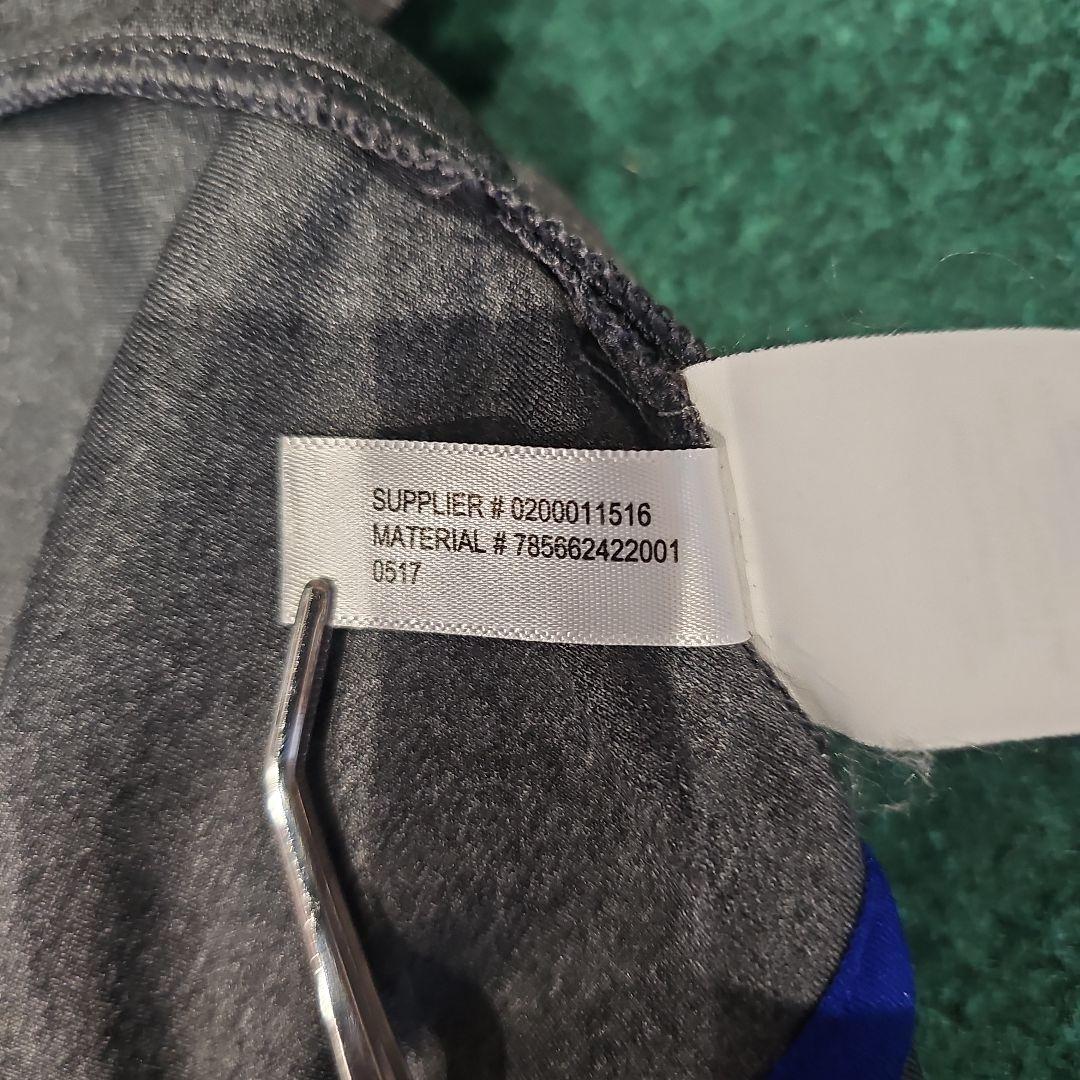 SUPPLIER # 0200011516
MATERIAL # 785662422001
0517